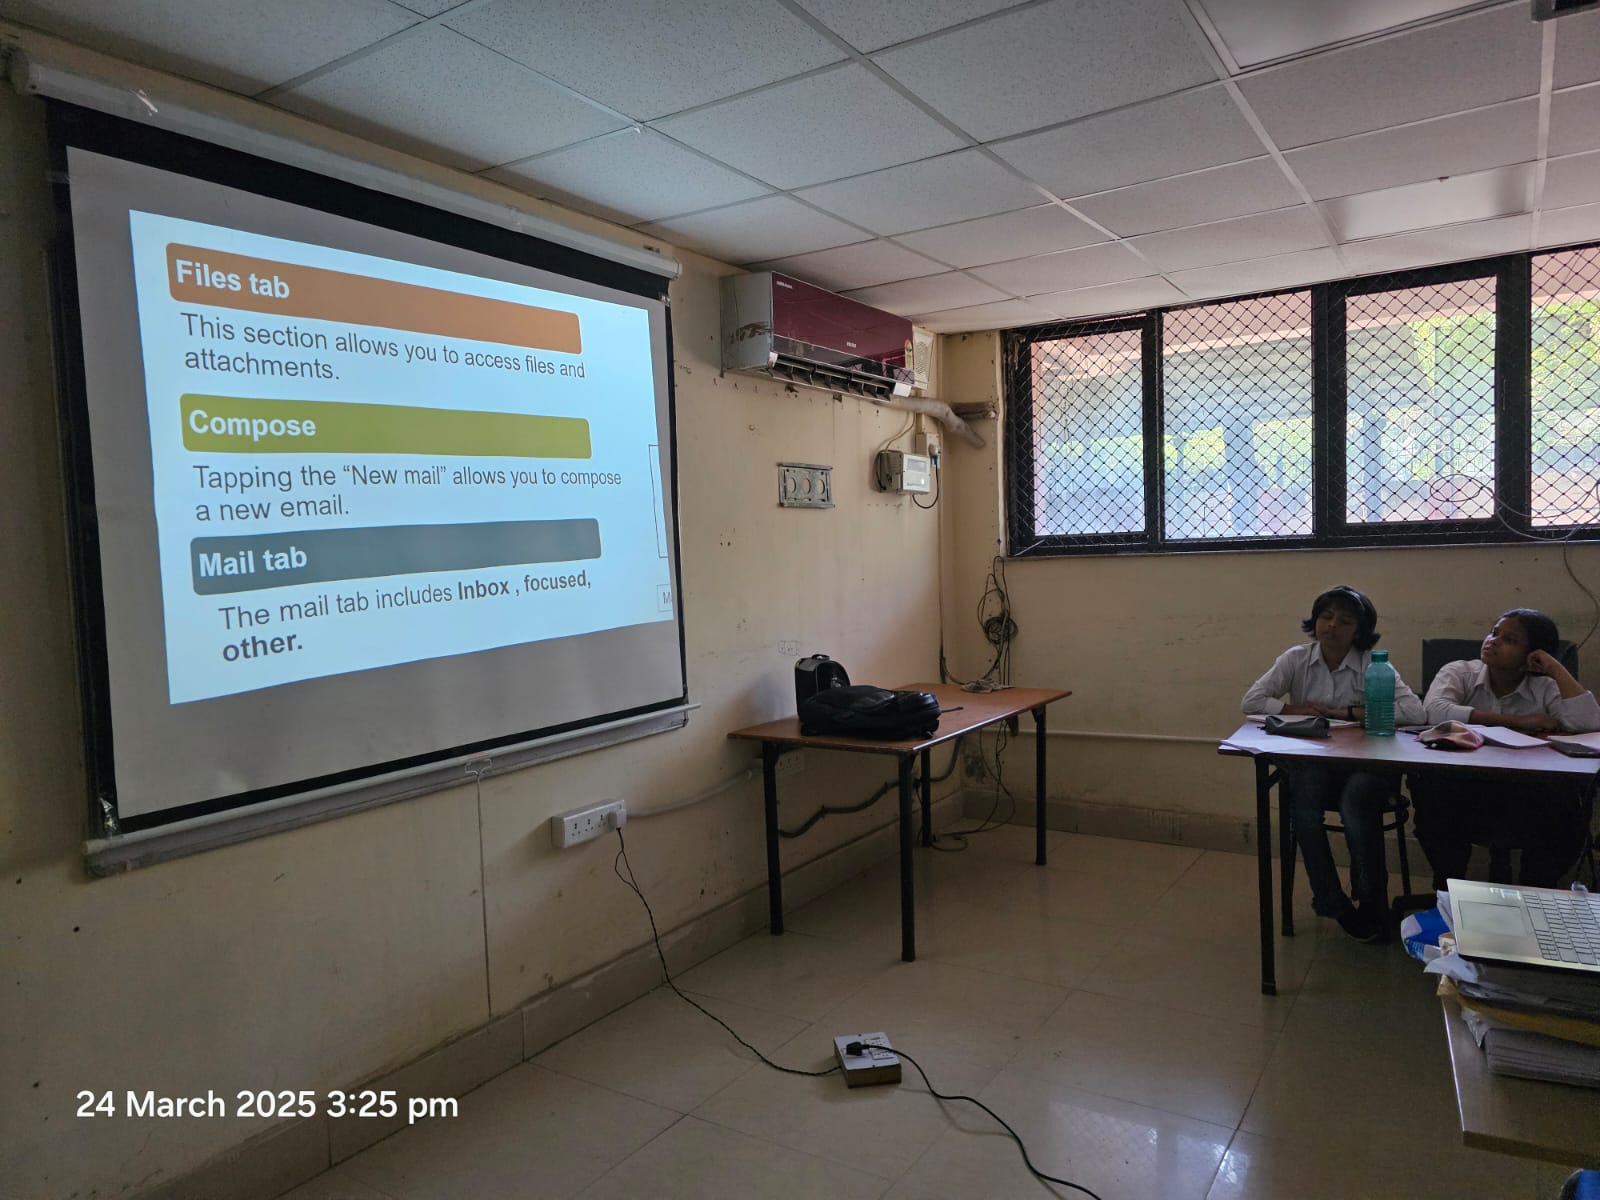 Files tab
This section allows you to access files and
attachments.
Compose
Tapping the “New mail” allows you to compose
a new email.
Mail tab
The mail tab includes Inbox , focused,
other.
24 March 2025 3:25 pm